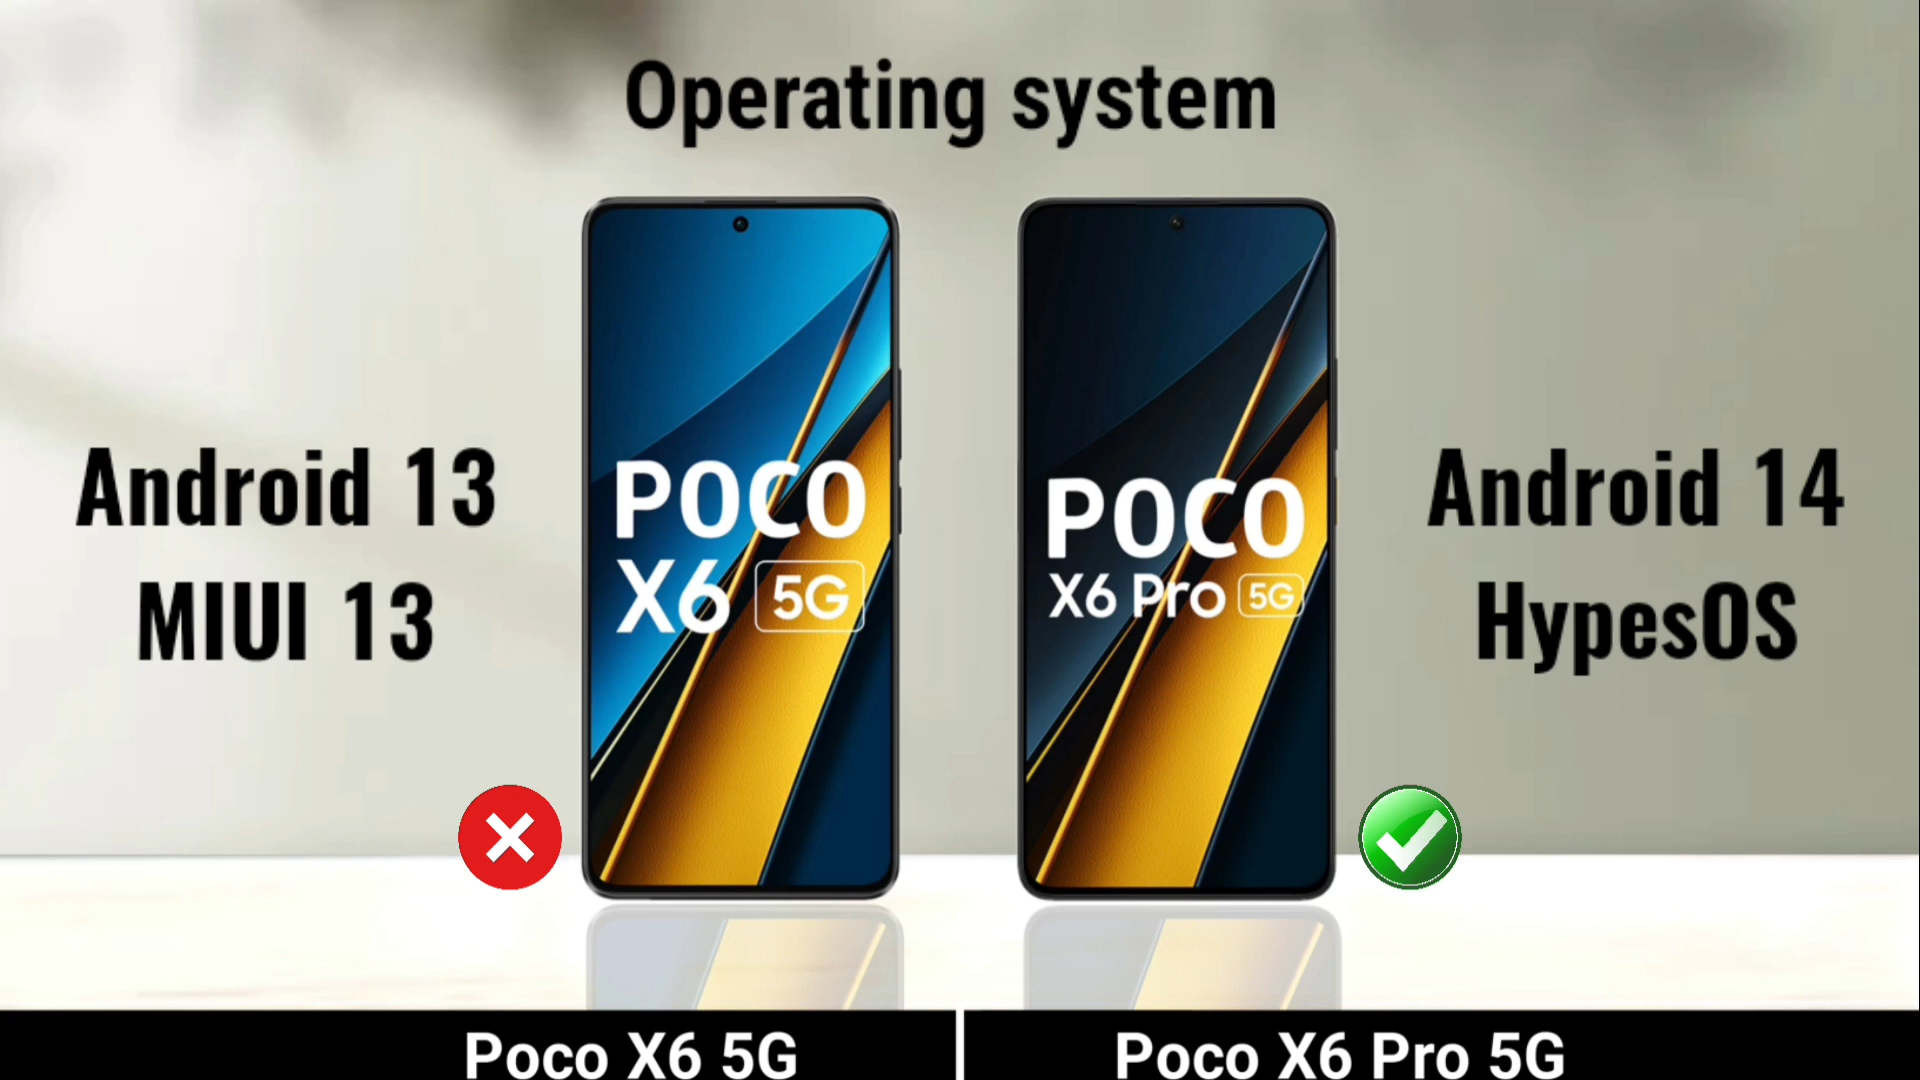 Operating system
Android 13
MIUI 13
POCO
X6 5G
POCO
X6 Pro 5G
Android 14
HypesOS
Poco X6 5G
Poco X6 Pro 5G